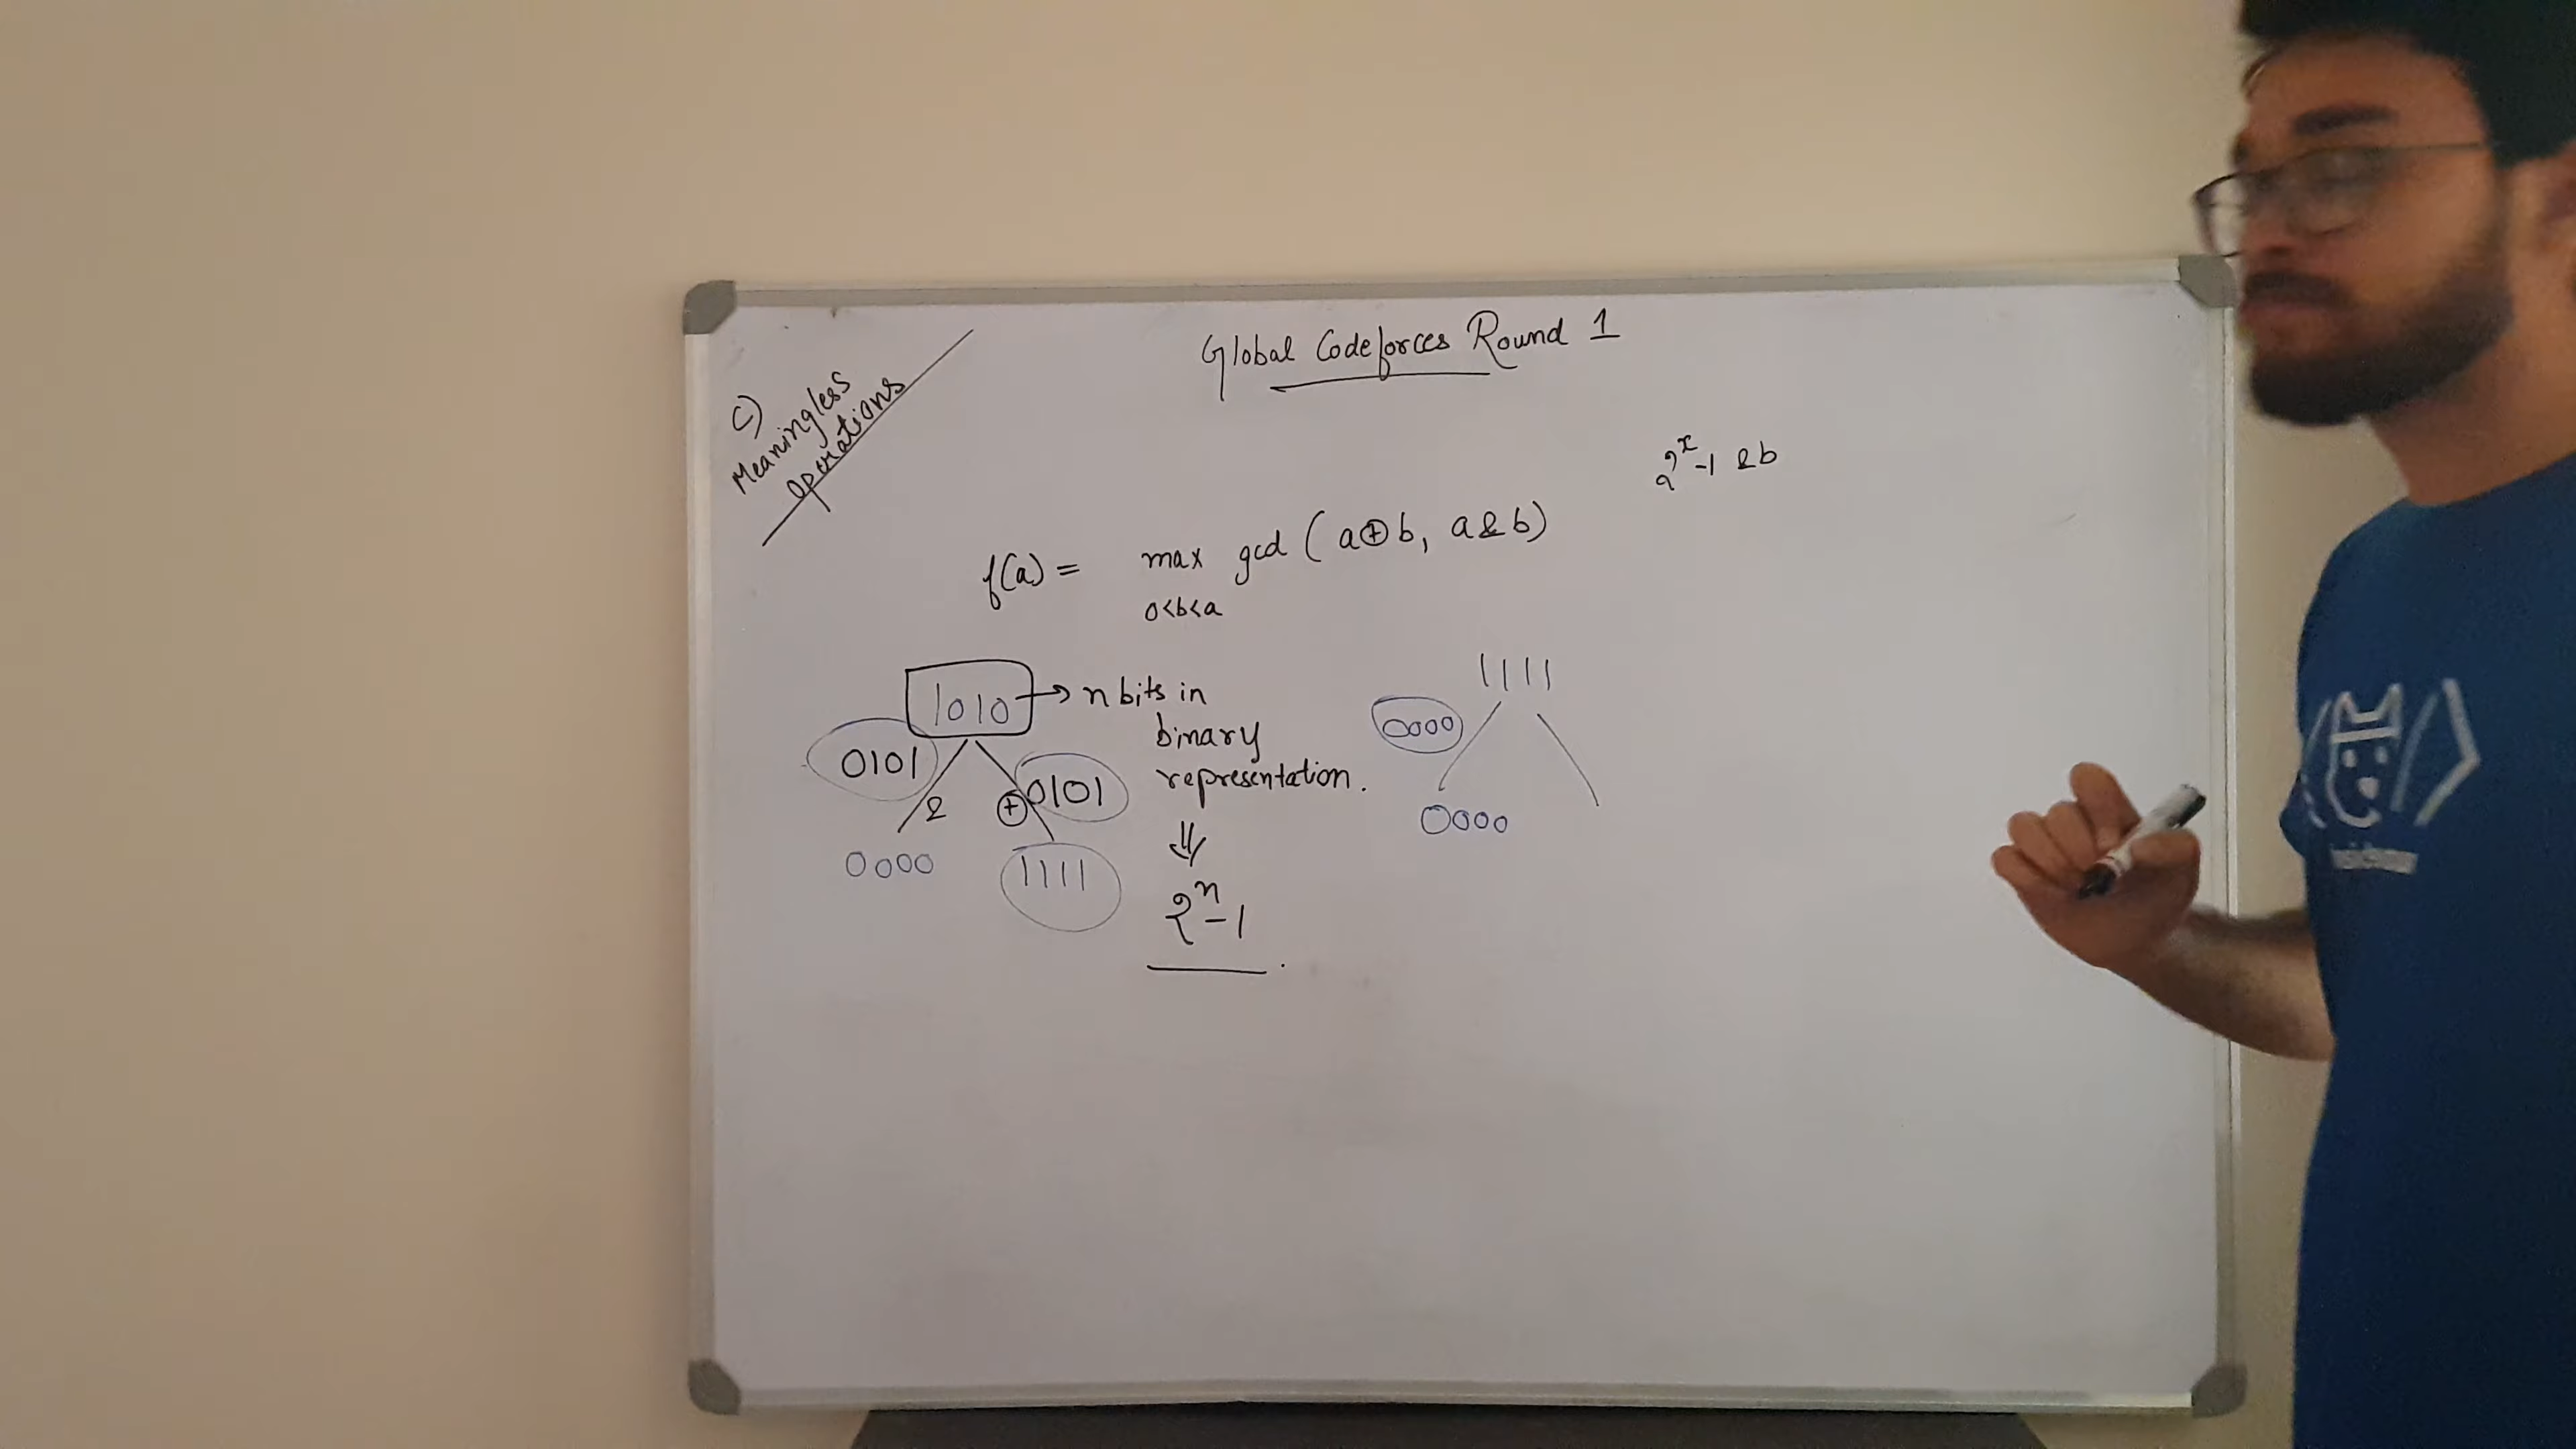 Global Codeforces Round 1
C)
Meaningless
operations
2^x-1 & b
f(a) = max gcd (a⊕b, a&b)
0<b<a
1010 → n bits in
binary
representation.
0101
0101
&
⊕
0000
1111
⇓
2^n-1
1111
0000
0000